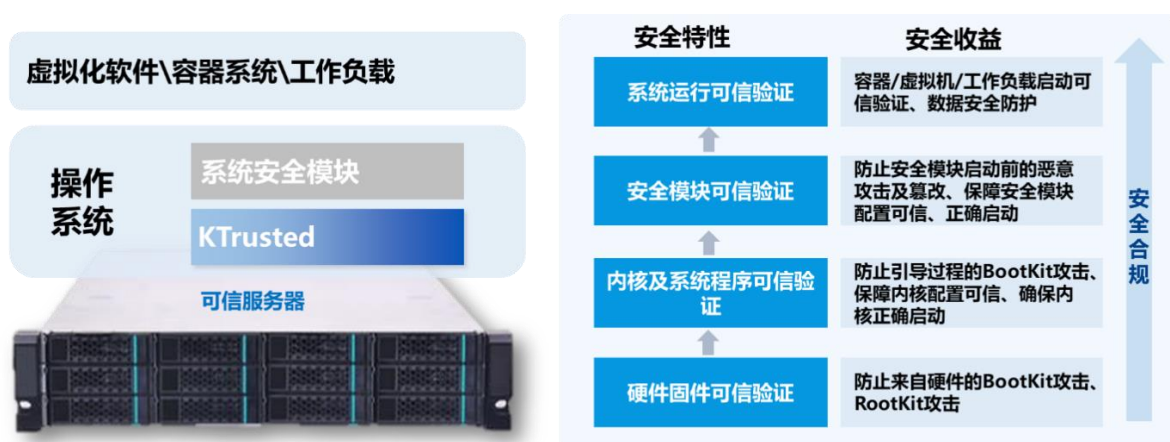 虚拟化软件\容器系统\工作负载
操作
系统
系统安全模块
KTrusted
可信服务器
安全特性
安全收益
系统运行可信验证
容器/虚拟机/工作负载启动可
信验证、数据安全防护
安全模块可信验证
防止安全模块启动前的恶意
攻击及篡改、保障安全模块
配置可信、正确启动
内核及系统程序可信验
证
防止引导过程的BootKit攻击、
保障内核配置可信、确保内
核正确启动
硬件固件可信验证
防止来自硬件的BootKit攻击、
RootKit攻击
安全合规